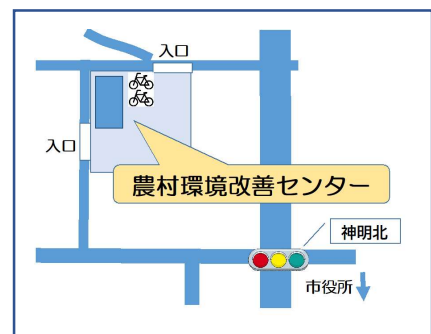 入口
入口
農村環境改善センター
神明北
市役所